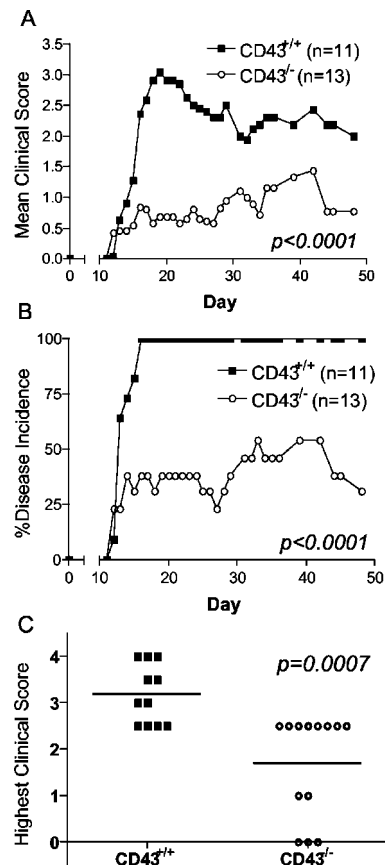 A
Mean Clinical Score
3.5
3.0
2.5
2.0
1.5
1.0
0.5
0.0
CD43+/+ (n=11)
CD43-/- (n=13)
p<0.0001
0 10 20 30 40 50
Day
B
%Disease Incidence
100
75
50
25
0
CD43+/+ (n=11)
CD43-/- (n=13)
p<0.0001
0 10 20 30 40 50
Day
C
Highest Clinical Score
4
3
2
1
0
p=0.0007
CD43+/+ CD43-/-